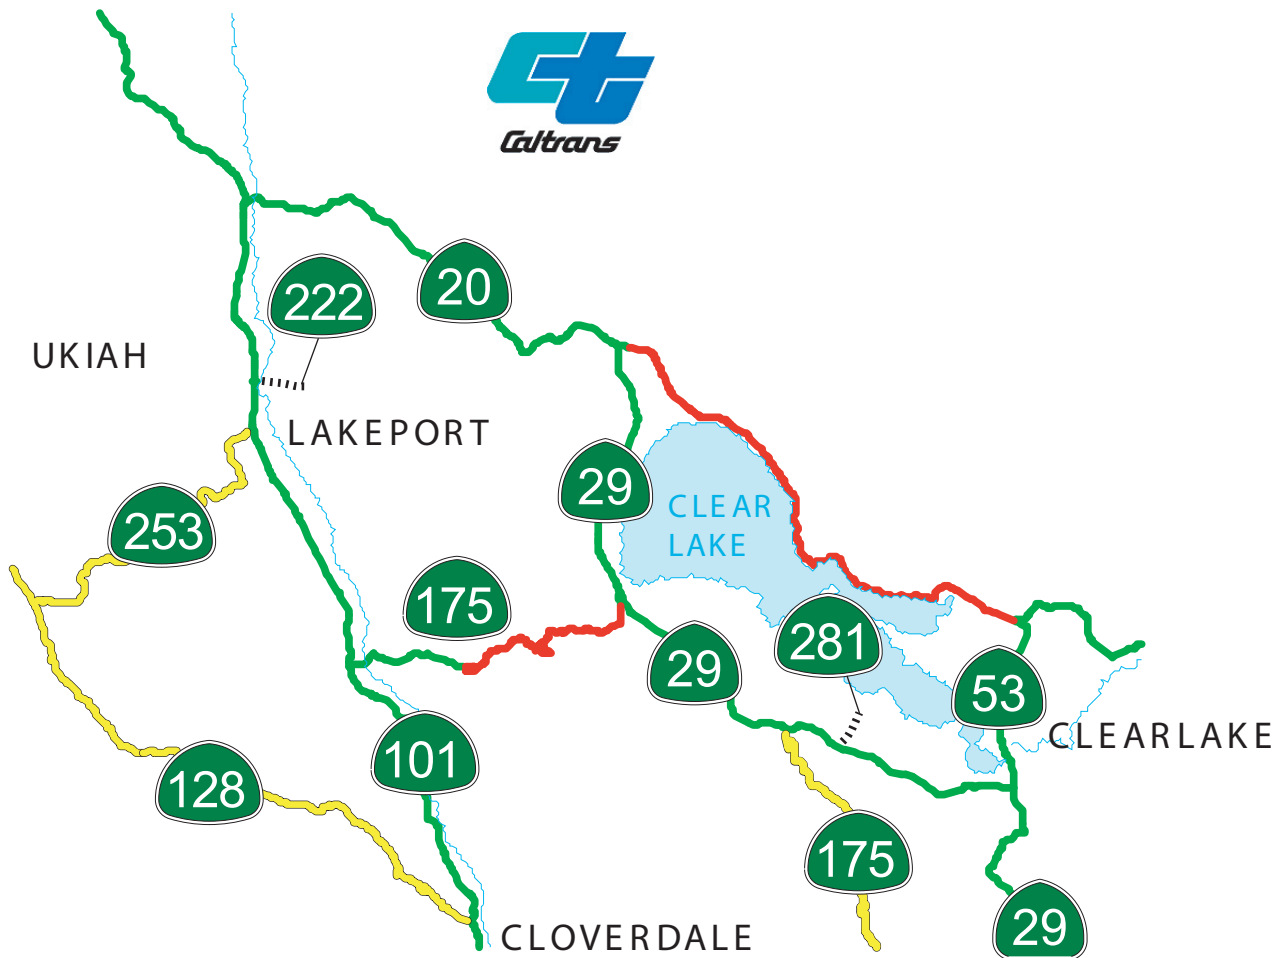 Caltrans
20
222
UKIAH
LAKEPORT
29
CLEAR
LAKE
253
175
281
29
53
CLEARLAKE
101
128
175
29
CLOVERDALE